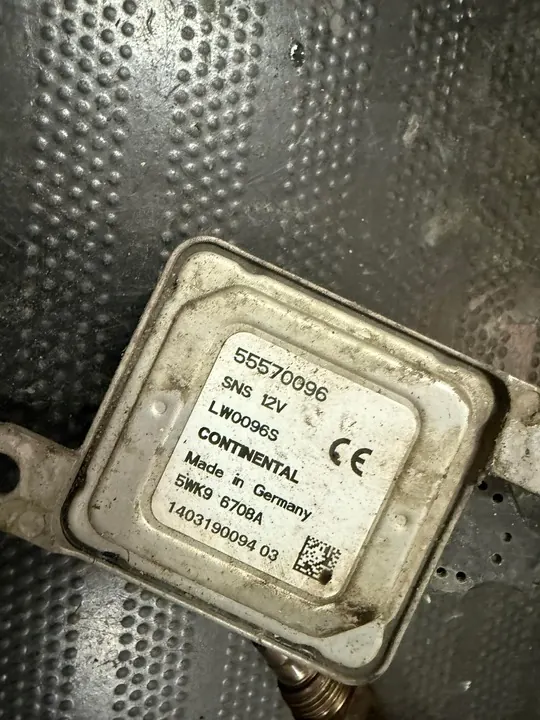 55570096
SNS 12V
LW0096S
CE
CONTINENTAL
Made in Germany
5WK9 6708A
1403190094 03